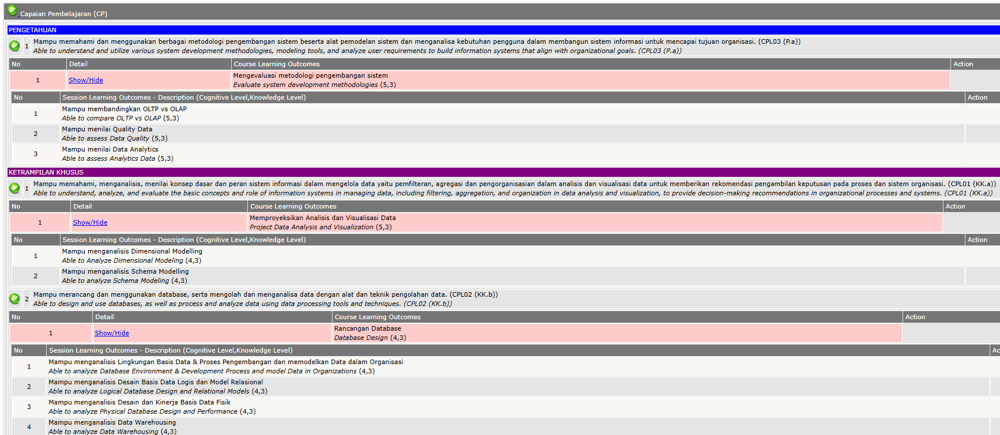 Capaian Pembelajaran (CP)
PENGETAHUAN
1 Mampu memahami dan menggunakan berbagai metodologi pengembangan sistem beserta alat pemodelan sistem dan menganalisa kebutuhan pengguna dalam membangun sistem informasi untuk mencapai tujuan organisasi. (CPL03 (P.a))
Able to understand and utilize various system development methodologies, modeling tools, and analyze user requirements to build information systems that align with organizational goals. (CPL03 (P.a))
No Detail Course Learning Outcomes Action
1 Show/Hide Mengevaluasi metodologi pengembangan sistem
Evaluate system development methodologies (5,3)
No Session Learning Outcomes - Description (Cognitive Level,Knowledge Level) Action
1 Mampu membandingkan OLTP vs OLAP
Able to compare OLTP vs OLAP (5,3)
2 Mampu menilai Quality Data
Able to assess Data Quality (5,3)
3 Mampu menilai Data Analytics
Able to assess Analytics Data (5,3)
KETRAMPILAN KHUSUS
1 Mampu memahami, menganalisis, menilai konsep dasar dan peran sistem informasi dalam mengelola data yaitu pemfilteran, agregasi dan pengorganisasian dalam analisis dan visualisasi data untuk memberikan rekomendasi pengambilan keputusan pada proses dan sistem organisasi. (CPL01 (KK.a))
Able to understand, analyze, and evaluate the basic concepts and role of information systems in managing data, including filtering, aggregation, and organization in data analysis and visualization, to provide decision-making recommendations in organizational processes and systems. (CPL01 (KK.a))
No Detail Course Learning Outcomes Action
1 Show/Hide Memproyeksikan Analisis dan Visualisasi Data
Project Data Analysis and Visualization (5,3)
No Session Learning Outcomes - Description (Cognitive Level,Knowledge Level) Action
1 Mampu menganalisis Dimensional Modelling
Able to Analyze Dimensional Modeling (4,3)
2 Mampu menganalisis Schema Modelling
Able to analyze Schema Modeling (4,3)
2 Mampu merancang dan menggunakan database, serta mengolah dan menganalisa data dengan alat dan teknik pengolahan data. (CPL02 (KK.b))
Able to design and use databases, as well as process and analyze data using data processing tools and techniques. (CPL02 (KK.b))
No Detail Course Learning Outcomes Action
1 Show/Hide Rancangan Database
Database Design (4,3)
No Session Learning Outcomes - Description (Cognitive Level,Knowledge Level) Ac
1 Mampu menganalisis Lingkungan Basis Data & Proses Pengembangan dan memodelkan Data dalam Organisasi
Able to analyze Database Environment & Development Process and model Data in Organizations (4,3)
2 Mampu menganalisis Desain Basis Data Logis dan Model Relasional
Able to analyze Logical Database Design and Relational Models (4,3)
3 Mampu menganalisis Desain dan Kinerja Basis Data Fisik
Able to analyze Physical Database Design and Performance (4,3)
4 Mampu menganalisis Data Warehousing
Able to analyze Data Warehousing (4,3)